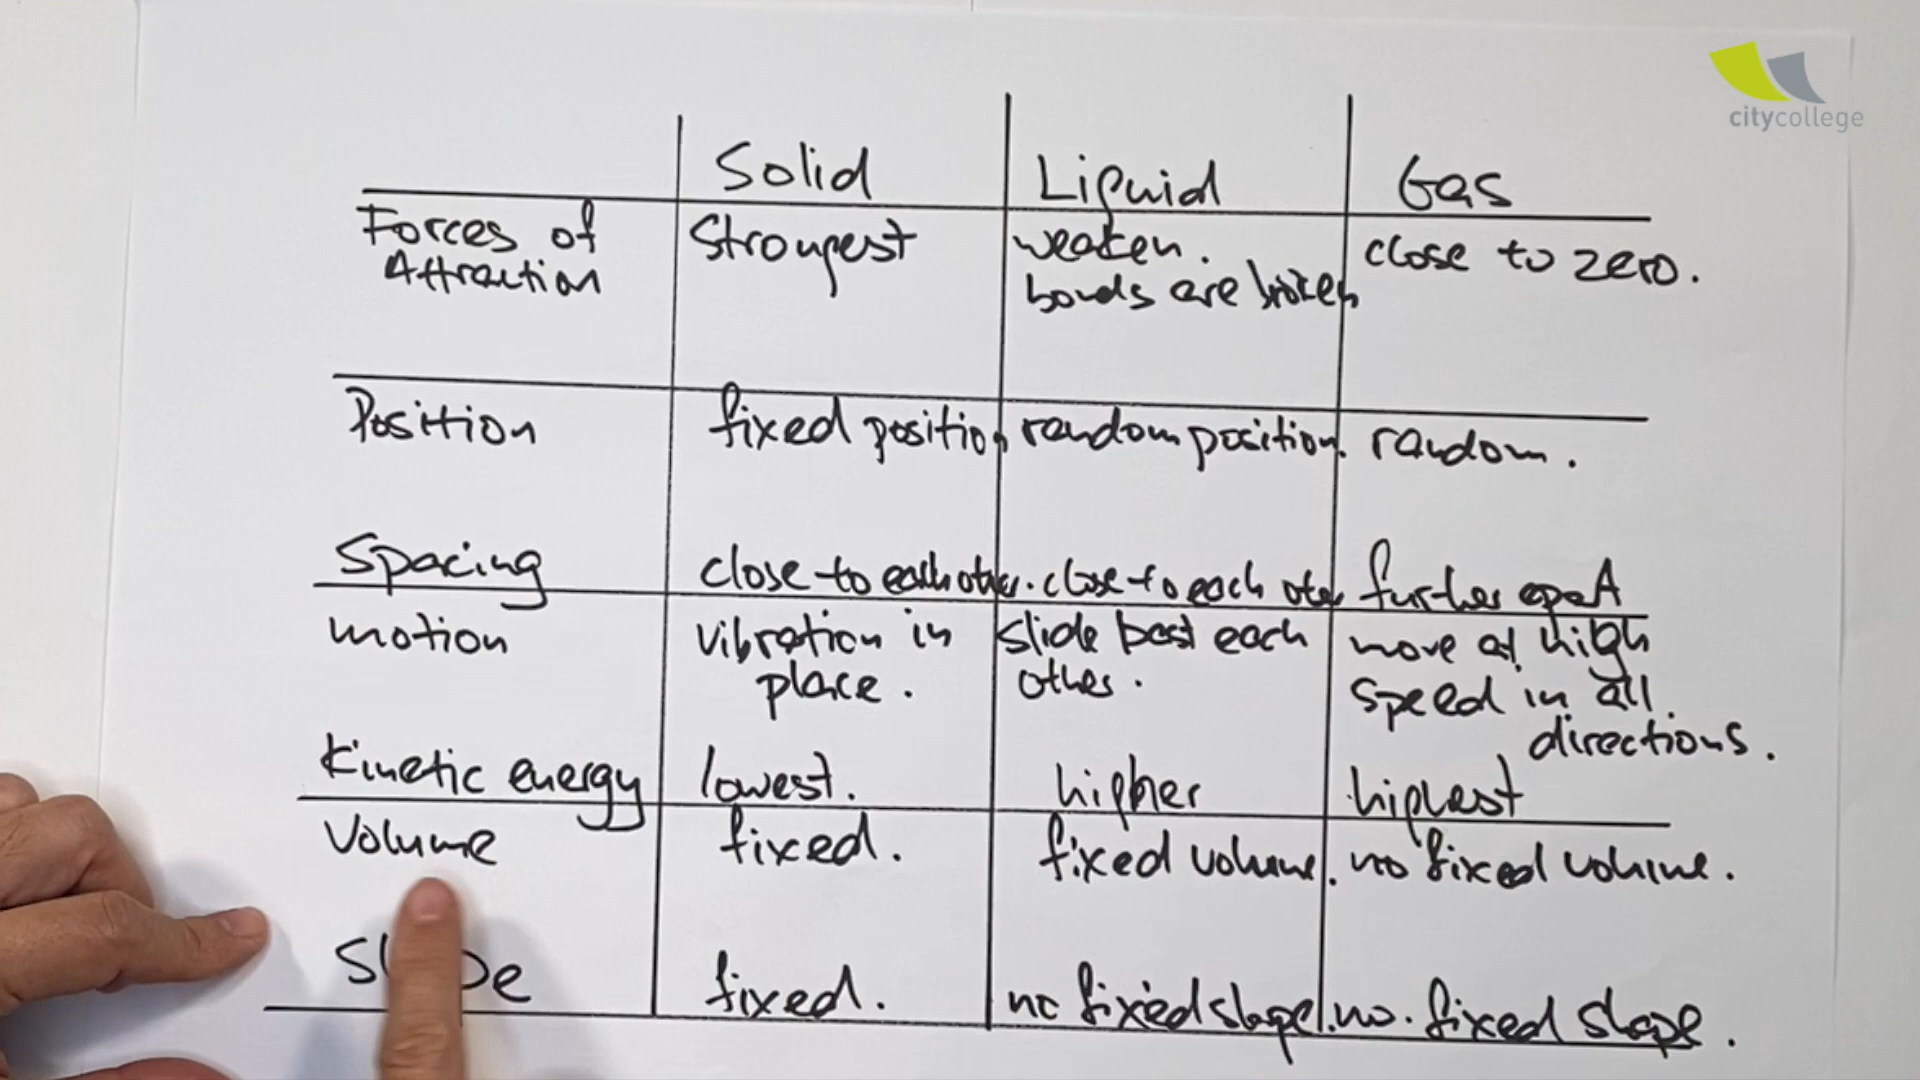 citycollege
Solid Liquid Gas
Forces of Attraction Strongest weaken. bonds are broken close to zero.
Position fixed position random position. random.
Spacing close to each other. close to each other further apart
motion vibration in place. slide past each other. move at high speed in all directions.
Kinetic energy lowest. higher highest
Volume fixed. fixed volume. no fixed volume.
fixed. no fixed shape. no. fixed shape.